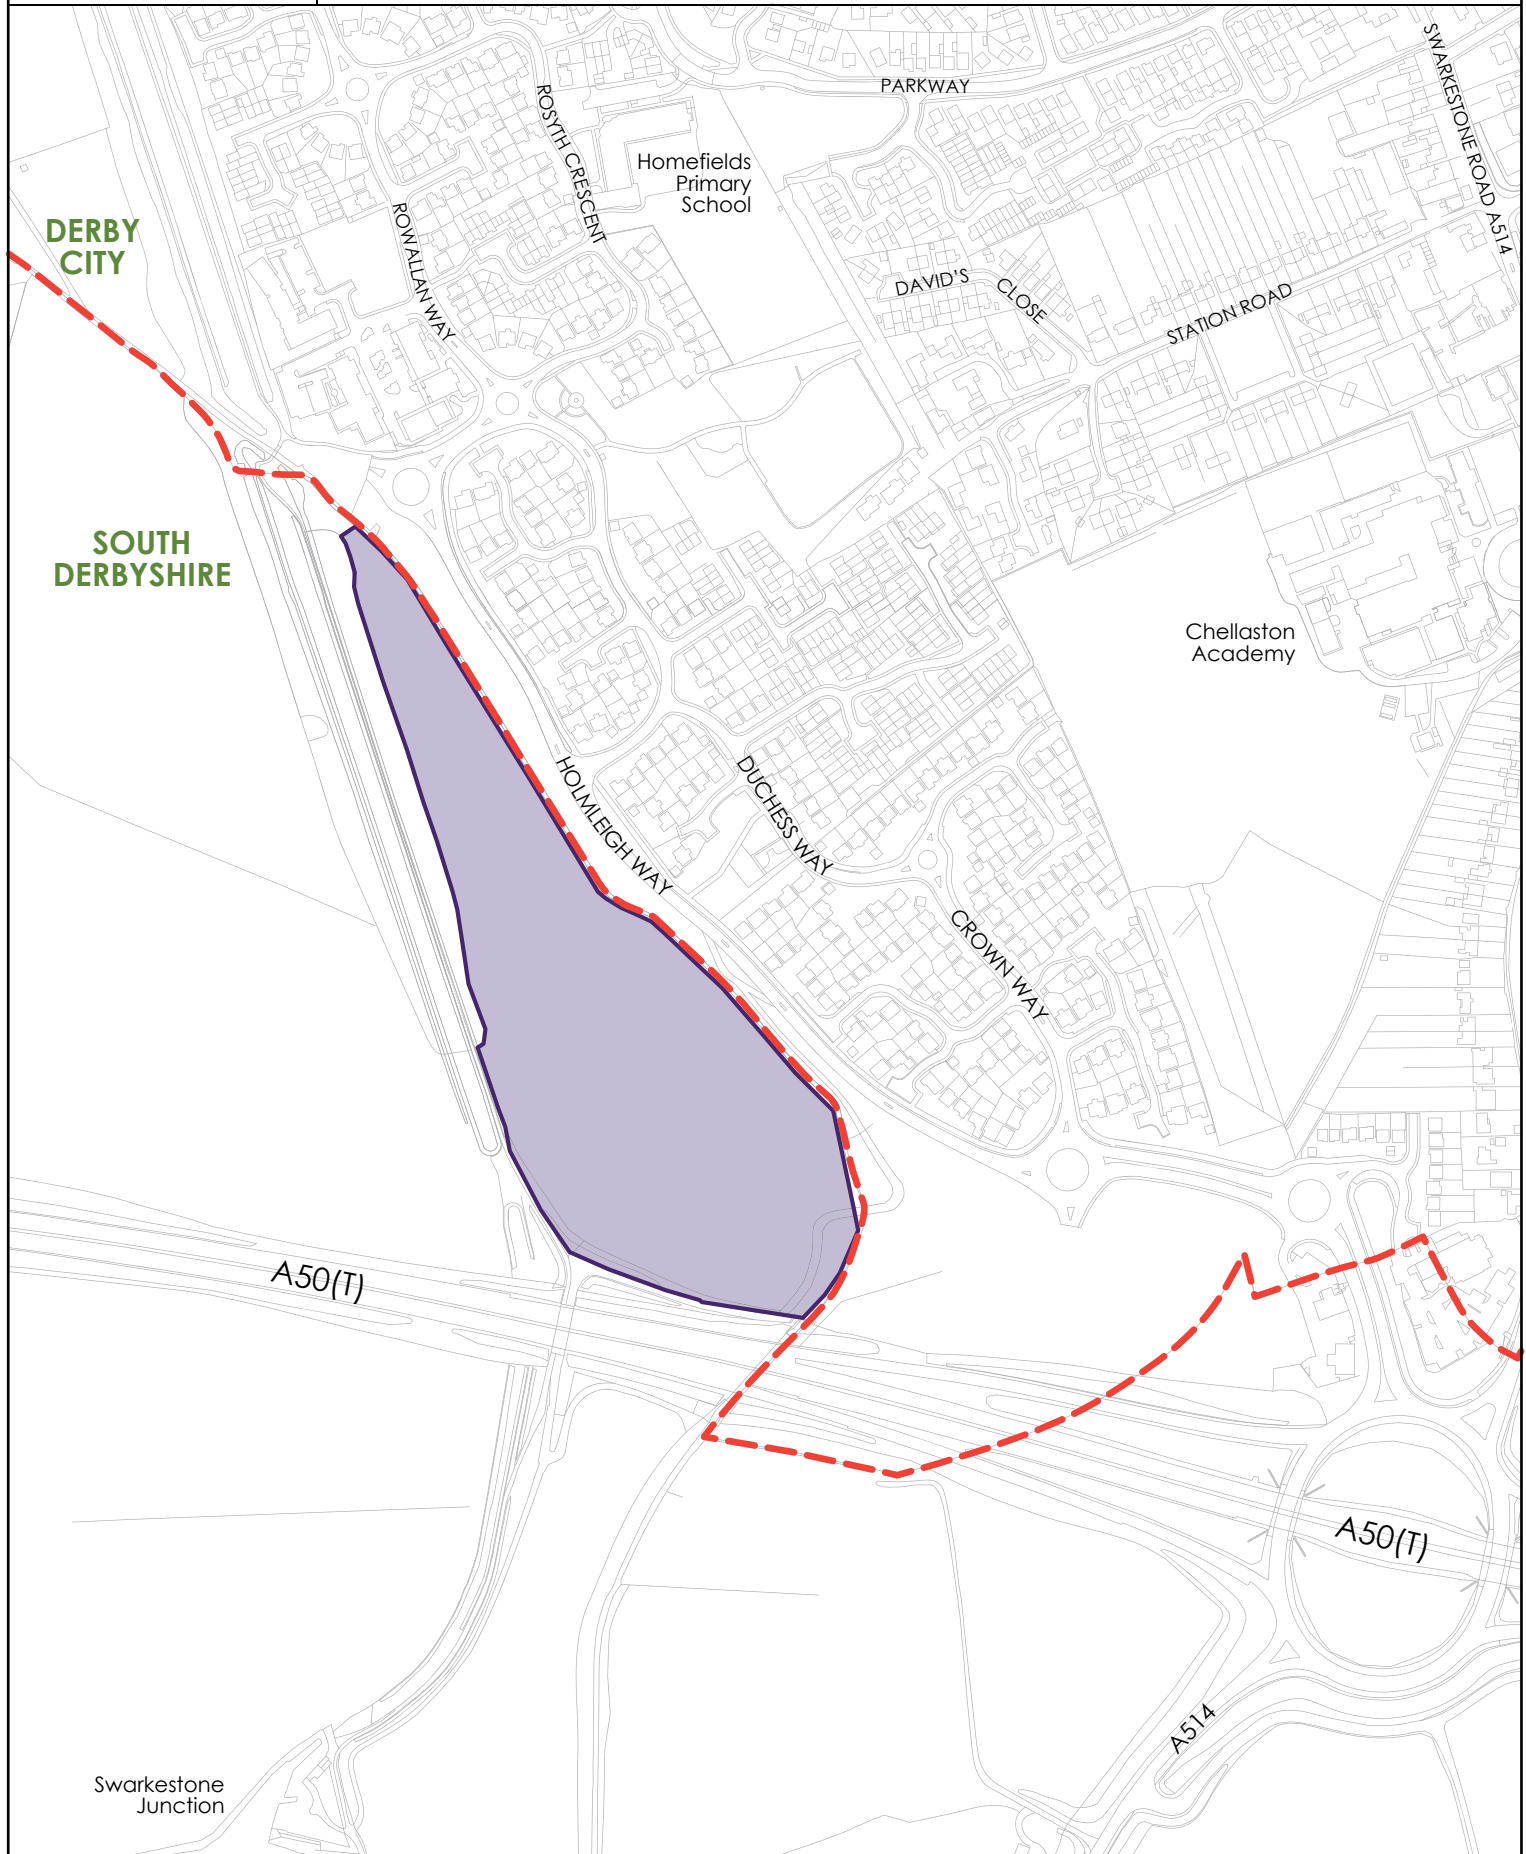 PARKWAY
SWARKESTONE ROAD A514
ROSYTH CRESCENT
Homefields
Primary
School
ROWALLAN WAY
DERBY
CITY
DAVID'S
CLOSE
STATION ROAD
SOUTH
DERBYSHIRE
Chellaston
Academy
HOLMLEIGH WAY
DUCHESS WAY
CROWN WAY
A50(T)
A50(T)
A514
Swarkestone
Junction